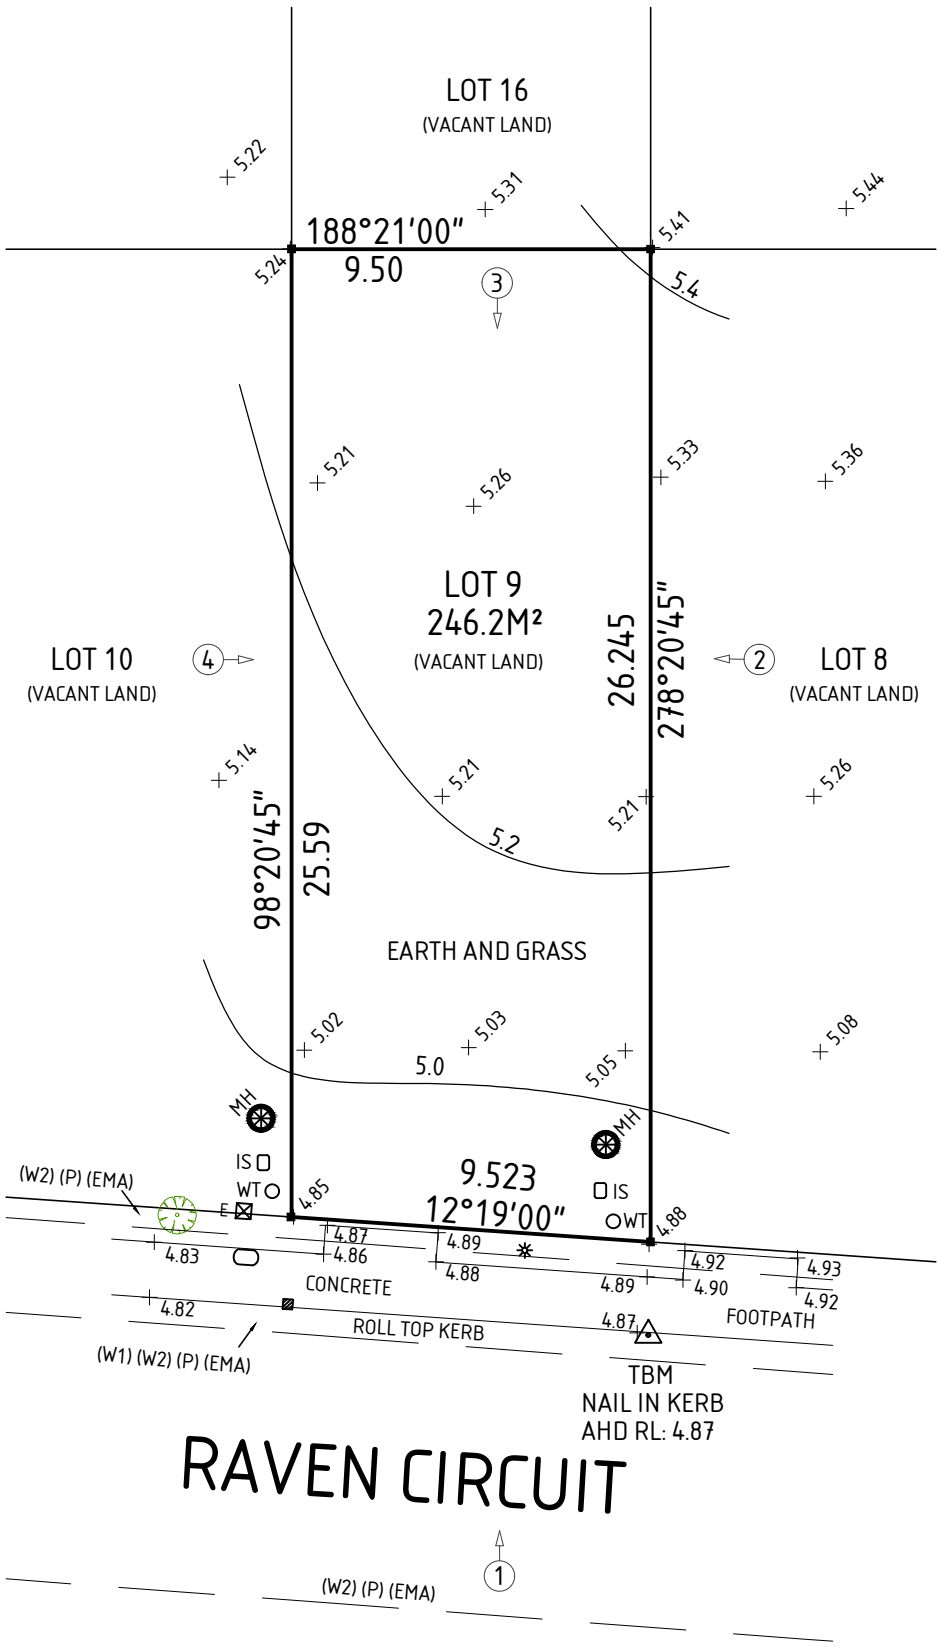 LOT 16
(VACANT LAND)
5.22
5.31
5.44
5.41
188°21'00"
9.50
5.24
3
5.4
5.21
5.26
5.33
5.36
LOT 9
246.2M²
(VACANT LAND)
26.245
278°20'45"
LOT 10
(VACANT LAND)
4
2
LOT 8
(VACANT LAND)
5.14
5.21
5.21
5.26
5.2
98°20'45"
25.59
EARTH AND GRASS
5.02
5.03
5.05
5.08
5.0
MH
MH
IS
WT
E
4.85
9.523
12°19'00"
IS
WT
4.88
(W2) (P) (EMA)
4.83
4.87
4.86
4.89
4.88
4.92
4.93
4.89
4.90
4.92
CONCRETE
FOOTPATH
4.82
4.87
ROLL TOP KERB
(W1) (W2) (P) (EMA)
TBM
NAIL IN KERB
AHD RL: 4.87
RAVEN CIRCUIT
1
(W2) (P) (EMA)